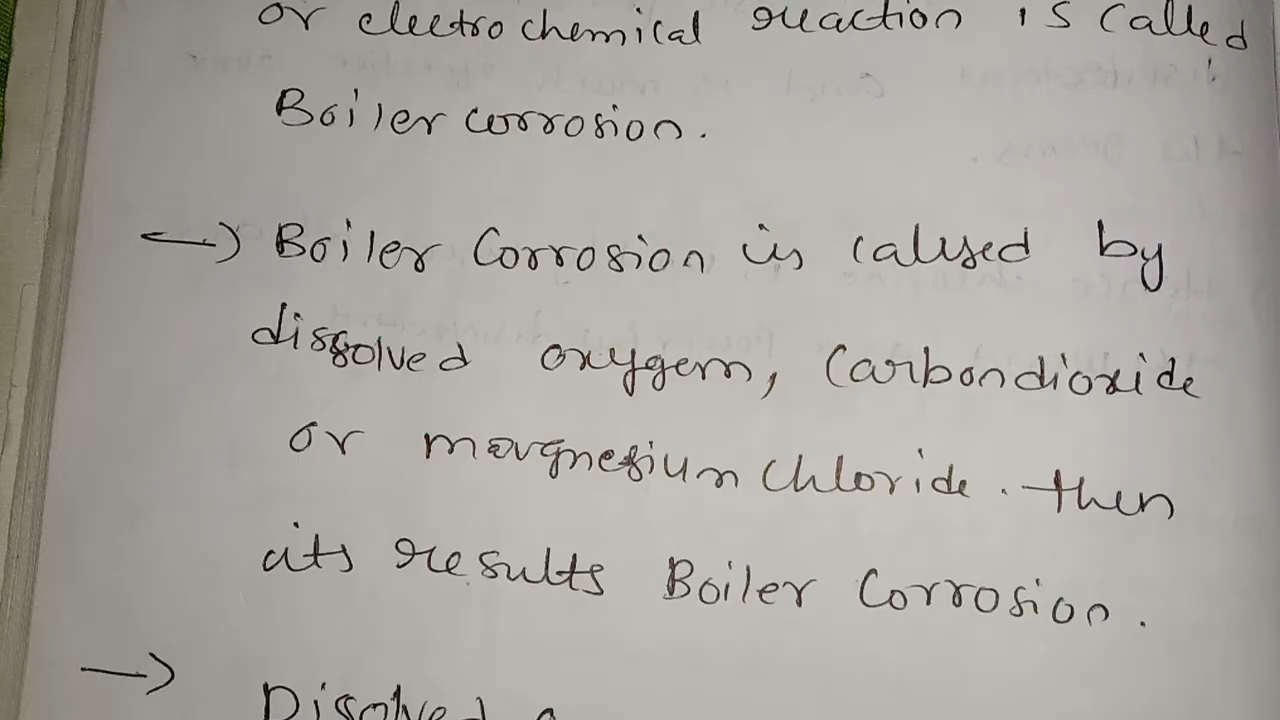 or electrochemical reaction is called
Boiler corrosion.
→ Boiler Corrosion is caused by
dissolved oxygen, Carbondioxide
or magnesium chloride. then
its results Boiler Corrosion.
→ Disolved